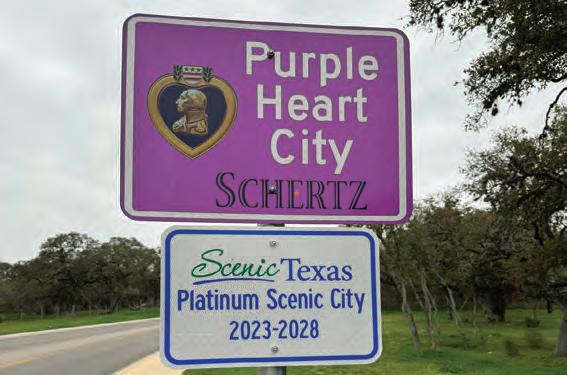 Purple
Heart
City
SCHERTZ
Scenic Texas
Platinum Scenic City
2023-2028